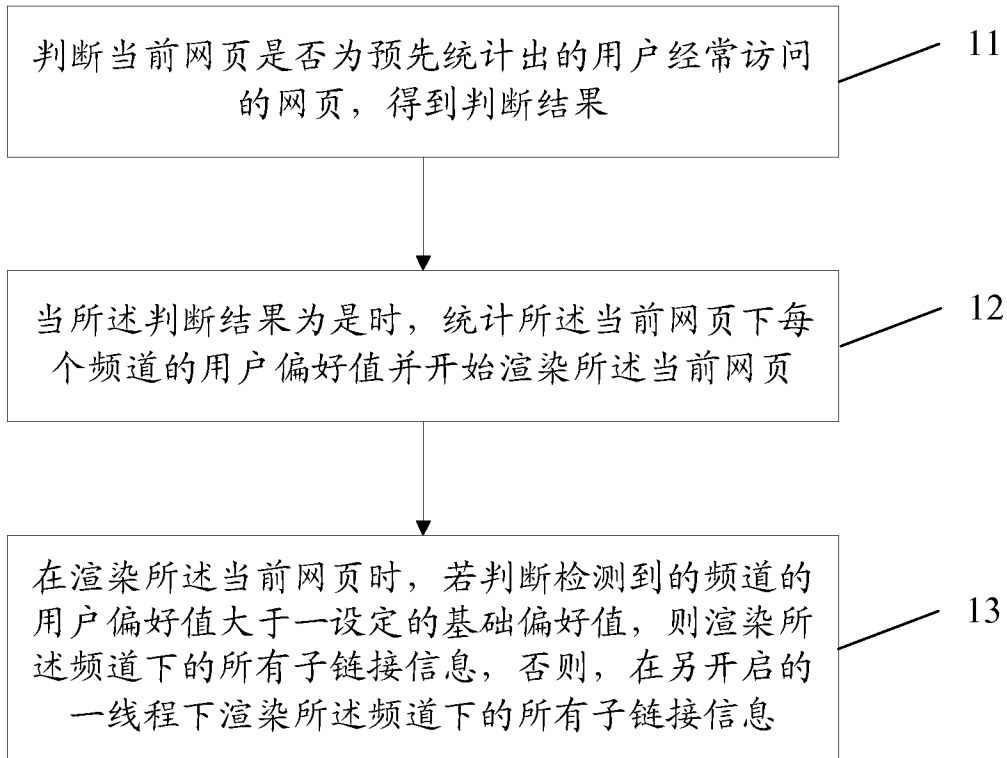 判断当前网页是否为预先统计出的用户经常访问
的网页，得到判断结果
11
当所述判断结果为是时，统计所述当前网页下每
个频道的用户偏好值并开始渲染所述当前网页
12
在渲染所述当前网页时，若判断检测到的频道的
用户偏好值大于一设定的基础偏好值，则渲染所
述频道下的所有子链接信息，否则，在另开启的
一线程下渲染所述频道下的所有子链接信息
13